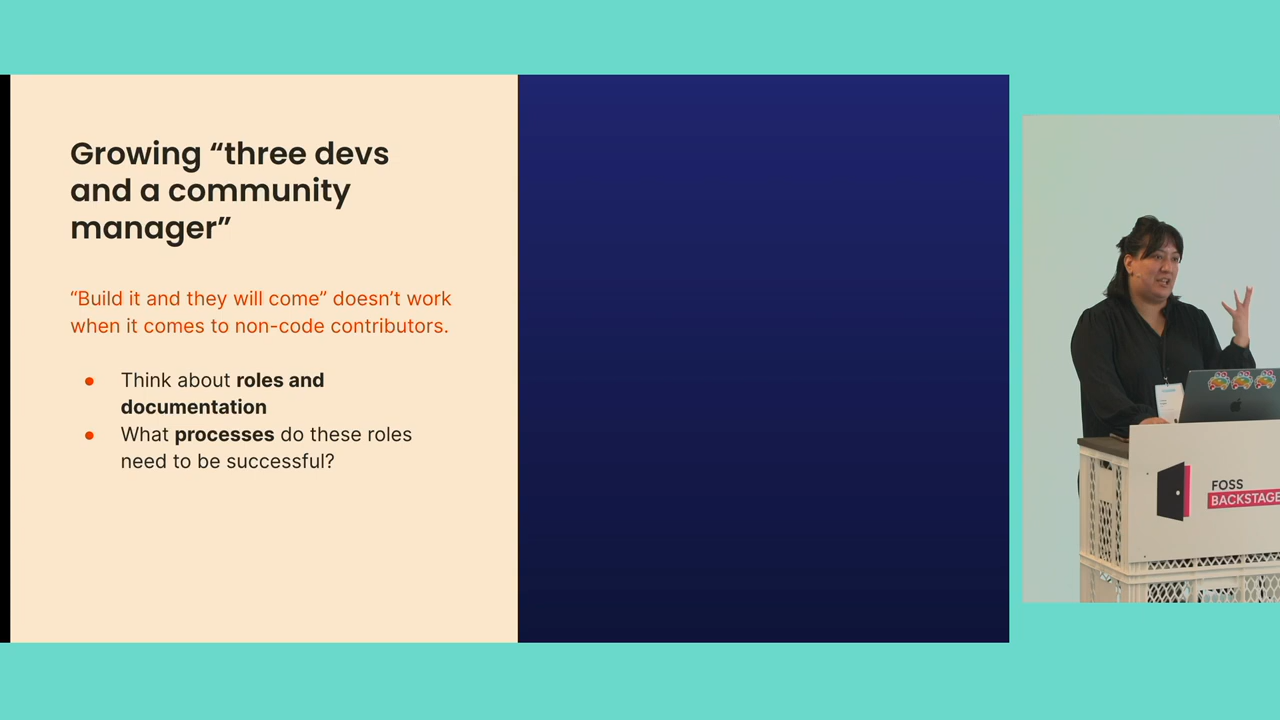 Growing “three devs
and a community
manager”
“Build it and they will come” doesn’t work
when it comes to non-code contributors.
● Think about roles and
documentation
● What processes do these roles
need to be successful?
FOSS
BACKSTAGE